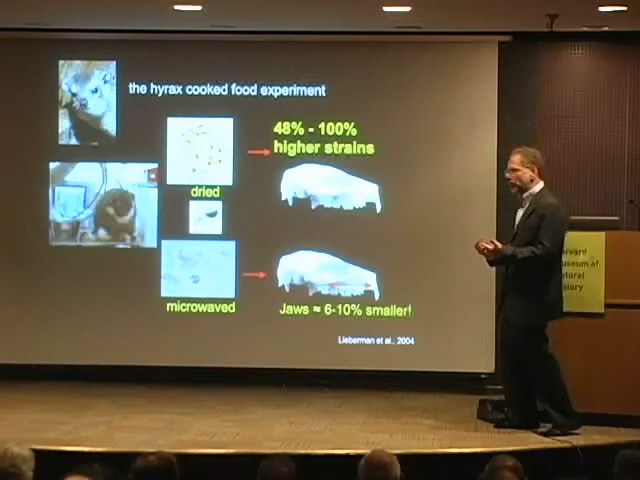 the hyrax cooked food experiment
48% - 100%
higher strains
dried
microwaved
Jaws ≈ 6-10% smaller!
Lieberman et al., 2004
arvard
useum of
atural
story